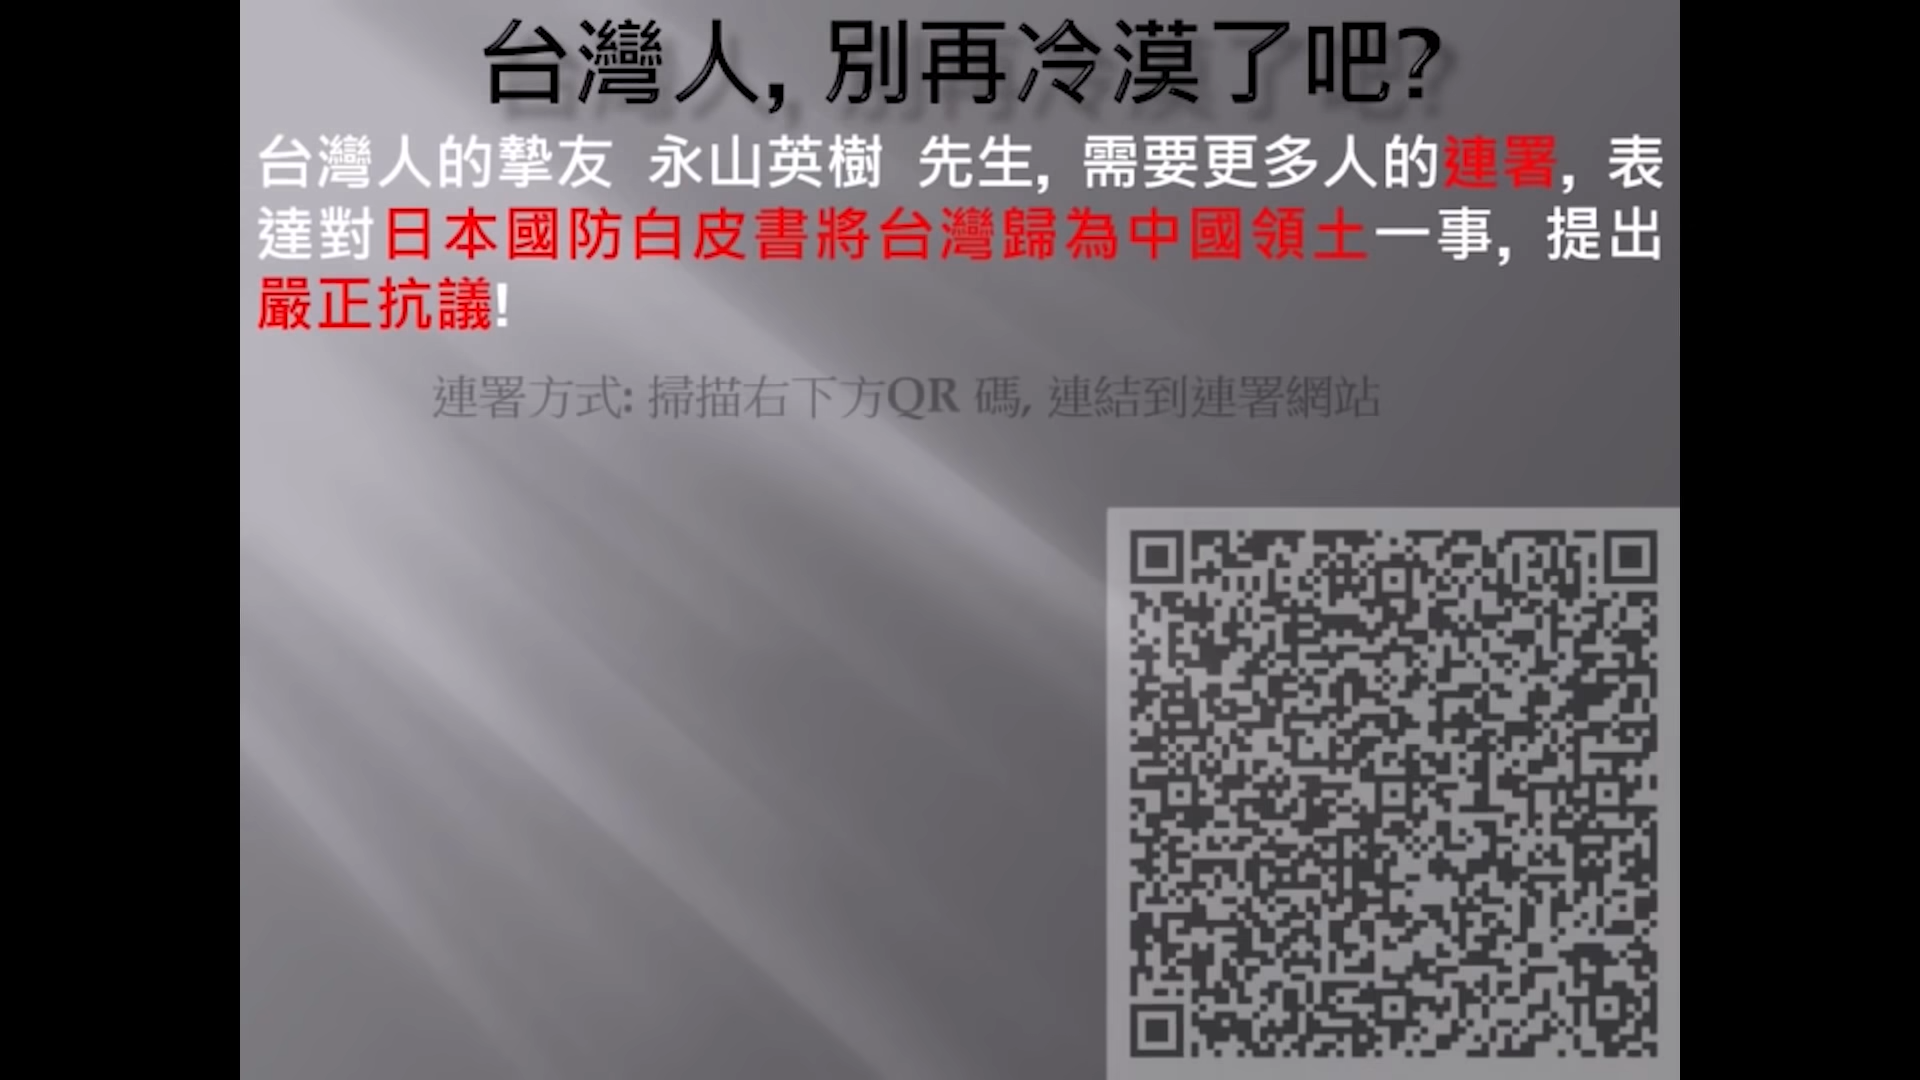 台灣人, 別再冷漠了吧?
台灣人的摯友 永山英樹 先生, 需要更多人的連署, 表
達對日本國防白皮書將台灣歸為中國領土一事, 提出
嚴正抗議!
連署方式: 掃描右下方QR 碼, 連結到連署網站